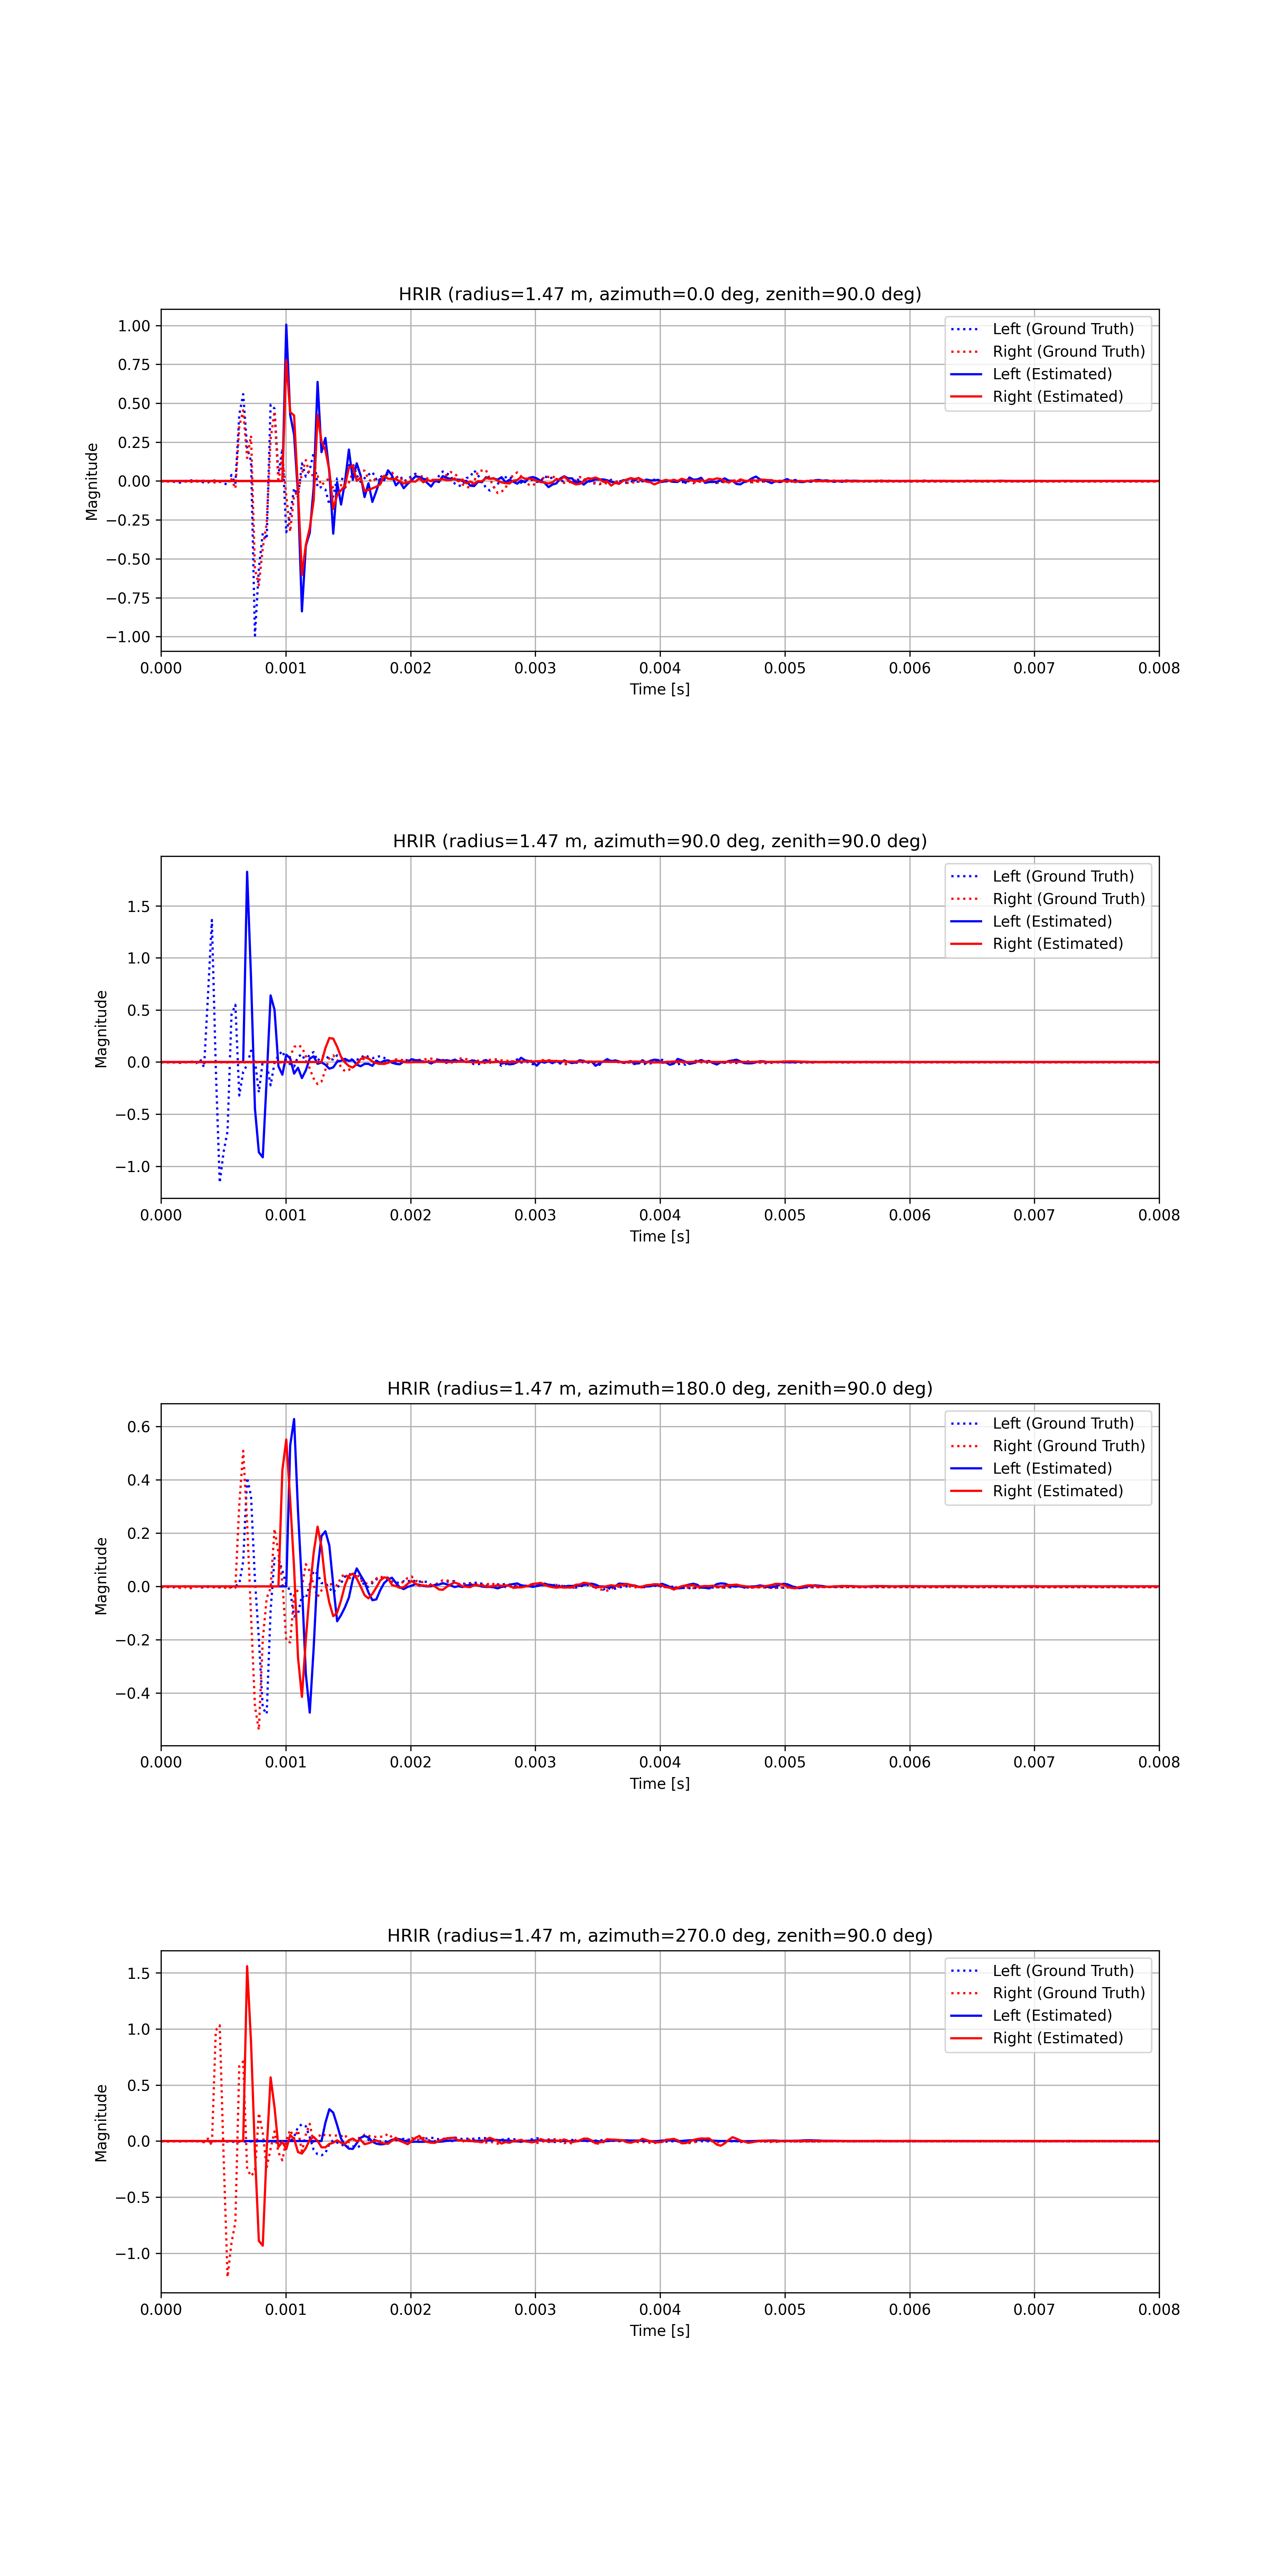 HRIR (radius=1.47 m, azimuth=0.0 deg, zenith=90.0 deg)
Left (Ground Truth)
Right (Ground Truth)
Left (Estimated)
Right (Estimated)
Magnitude
1.00
0.75
0.50
0.25
0.00
−0.25
−0.50
−0.75
−1.00
0.000 0.001 0.002 0.003 0.004 0.005 0.006 0.007 0.008
Time [s]
HRIR (radius=1.47 m, azimuth=90.0 deg, zenith=90.0 deg)
Left (Ground Truth)
Right (Ground Truth)
Left (Estimated)
Right (Estimated)
Magnitude
1.5
1.0
0.5
0.0
−0.5
−1.0
0.000 0.001 0.002 0.003 0.004 0.005 0.006 0.007 0.008
Time [s]
HRIR (radius=1.47 m, azimuth=180.0 deg, zenith=90.0 deg)
Left (Ground Truth)
Right (Ground Truth)
Left (Estimated)
Right (Estimated)
Magnitude
0.6
0.4
0.2
0.0
−0.2
−0.4
0.000 0.001 0.002 0.003 0.004 0.005 0.006 0.007 0.008
Time [s]
HRIR (radius=1.47 m, azimuth=270.0 deg, zenith=90.0 deg)
Left (Ground Truth)
Right (Ground Truth)
Left (Estimated)
Right (Estimated)
Magnitude
1.5
1.0
0.5
0.0
−0.5
−1.0
0.000 0.001 0.002 0.003 0.004 0.005 0.006 0.007 0.008
Time [s]